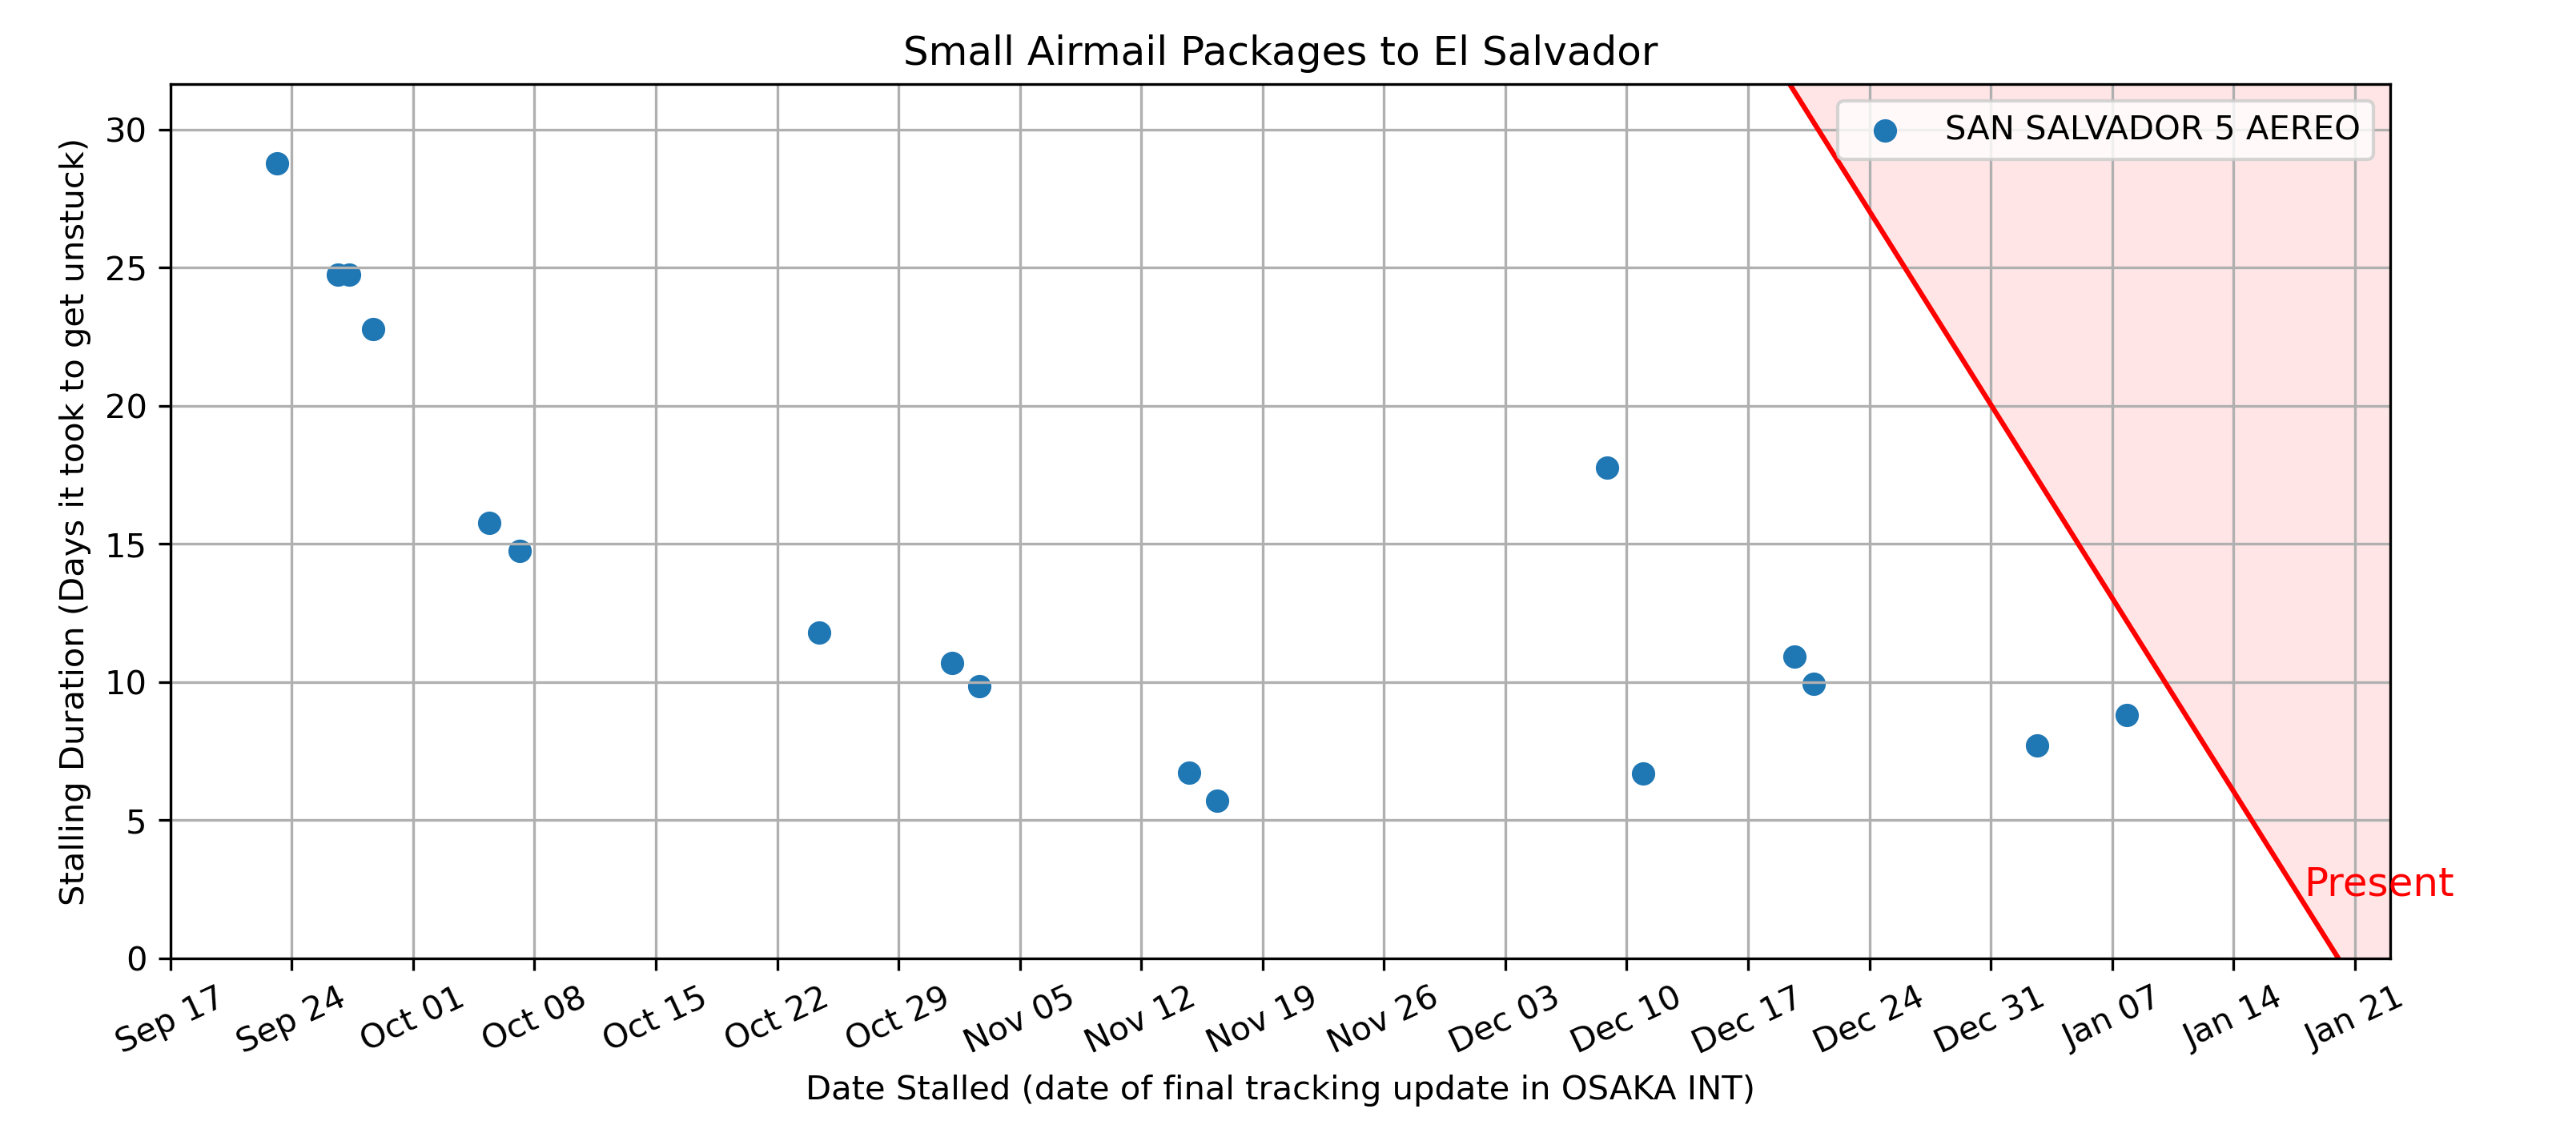 Small Airmail Packages to El Salvador
SAN SALVADOR 5 AEREO
Stalling Duration (Days it took to get unstuck)
30
25
20
15
10
5
0
Present
Sep 17
Sep 24
Oct 01
Oct 08
Oct 15
Oct 22
Oct 29
Nov 05
Nov 12
Nov 19
Nov 26
Dec 03
Dec 10
Dec 17
Dec 24
Dec 31
Jan 07
Jan 14
Jan 21
Date Stalled (date of final tracking update in OSAKA INT)